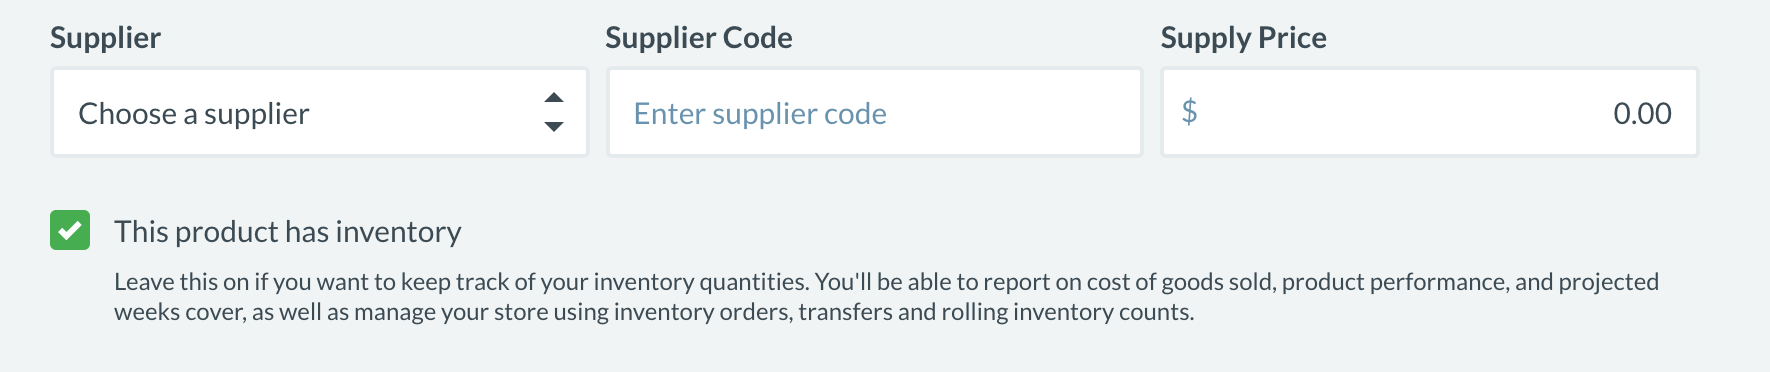 Supplier
Supplier Code
Supply Price
Choose a supplier
Enter supplier code
$ 0.00
This product has inventory
Leave this on if you want to keep track of your inventory quantities. You'll be able to report on cost of goods sold, product performance, and projected
weeks cover, as well as manage your store using inventory orders, transfers and rolling inventory counts.